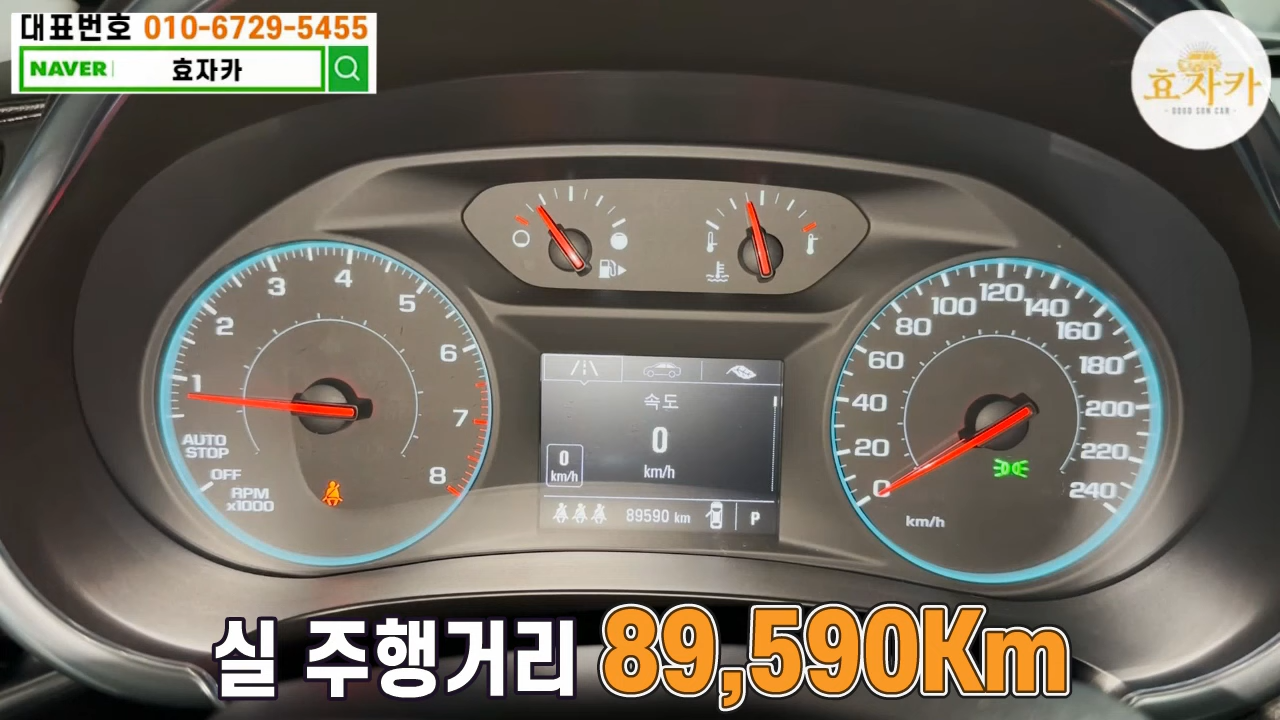 대표번호 010-6729-5455
NAVER 효자카
효자카
- GOOD SON CAR -
1 2 3 4 5 6 7 8
AUTO STOP
OFF
RPM x1000
속도
0
km/h
0
km/h
89590 km
P
0 20 40 60 80 100 120 140 160 180 200 220 240
km/h
실 주행거리 89,590Km